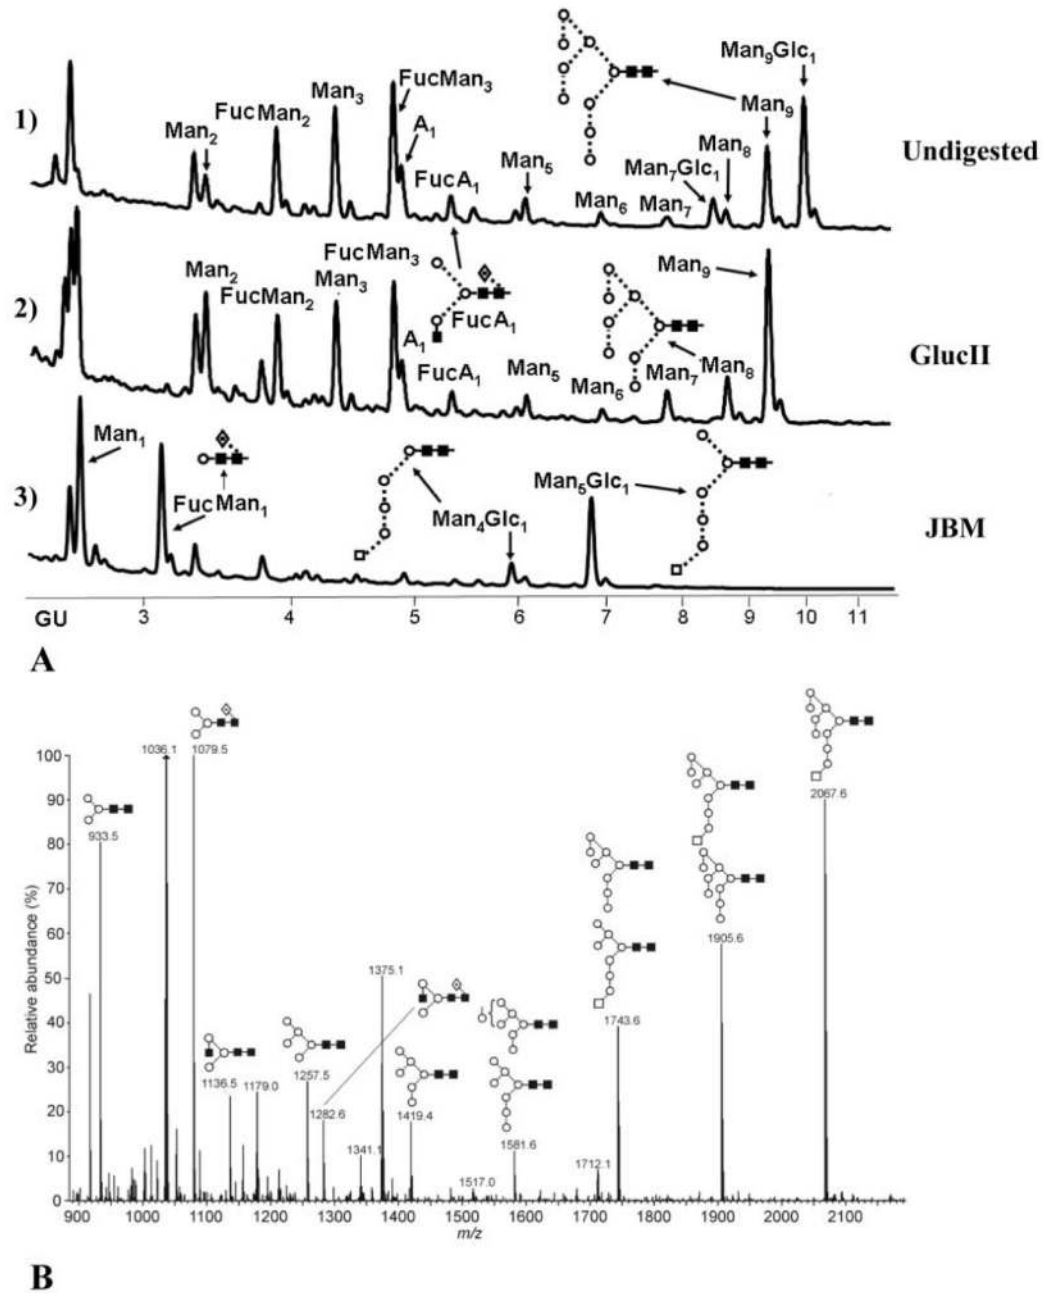 1)
Man2
FucMan2
Man3
FucMan3
A1
FucA1
Man5
Man6
Man7
Man7Glc1
Man8
Man9
Man9Glc1
Undigested
2)
Man2
FucMan2
Man3
FucMan3
A1
FucA1
FucA1
Man5
Man6
Man7
Man8
Man9
GlucII
3)
Man1
FucMan1
Man4Glc1
Man5Glc1
JBM
GU 3 4 5 6 7 8 9 10 11
A
Relative abundance (%)
100
90
80
70
60
50
40
30
20
10
0
933.5
1036.1
1079.5
1136.5
1179.0
1257.5
1282.6
1341.1
1375.1
1419.4
1517.0
1581.6
1712.1
1743.6
1905.6
2067.6
900 1000 1100 1200 1300 1400 1500 1600 1700 1800 1900 2000 2100
m/z
B